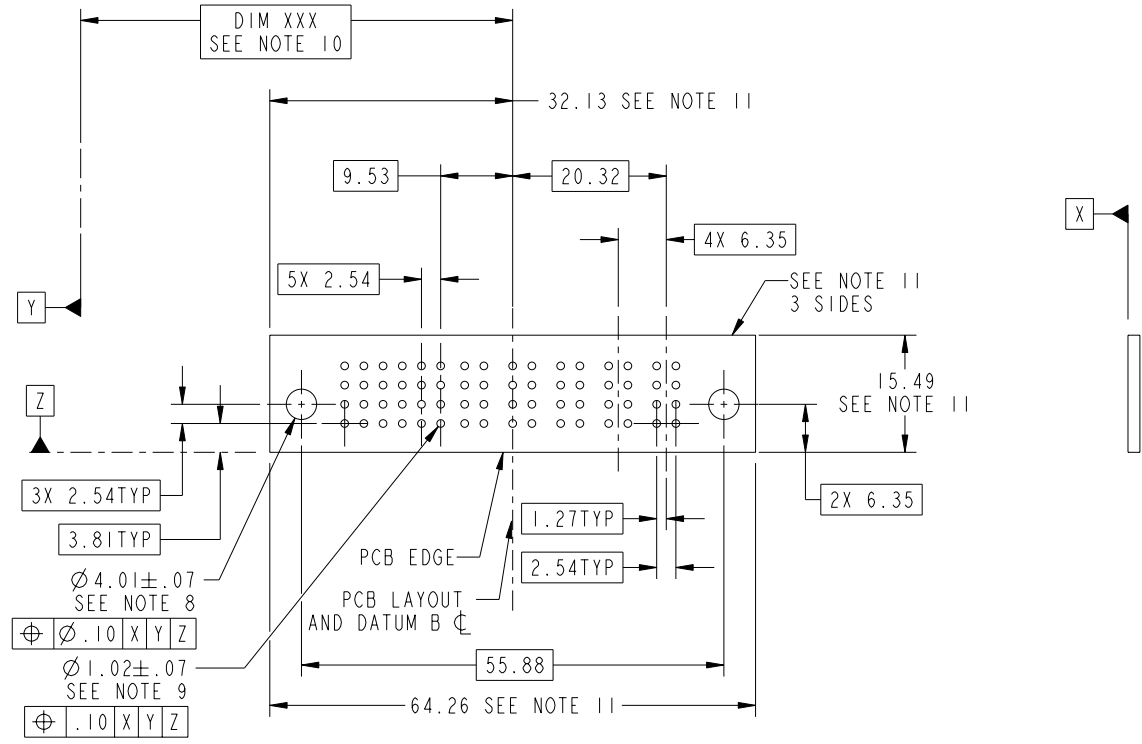 DIM XXX
SEE NOTE 10
32.13 SEE NOTE 11
9.53
20.32
X
4X 6.35
5X 2.54
SEE NOTE 11
3 SIDES
Y
15.49
SEE NOTE 11
Z
3X 2.54TYP
2X 6.35
1.27TYP
3.81TYP
PCB EDGE
2.54TYP
Ø4.01±.07
SEE NOTE 8
⌖ Ø.10 X Y Z
PCB LAYOUT
AND DATUM B ℄
Ø1.02±.07
SEE NOTE 9
⌖ .10 X Y Z
55.88
64.26 SEE NOTE 11